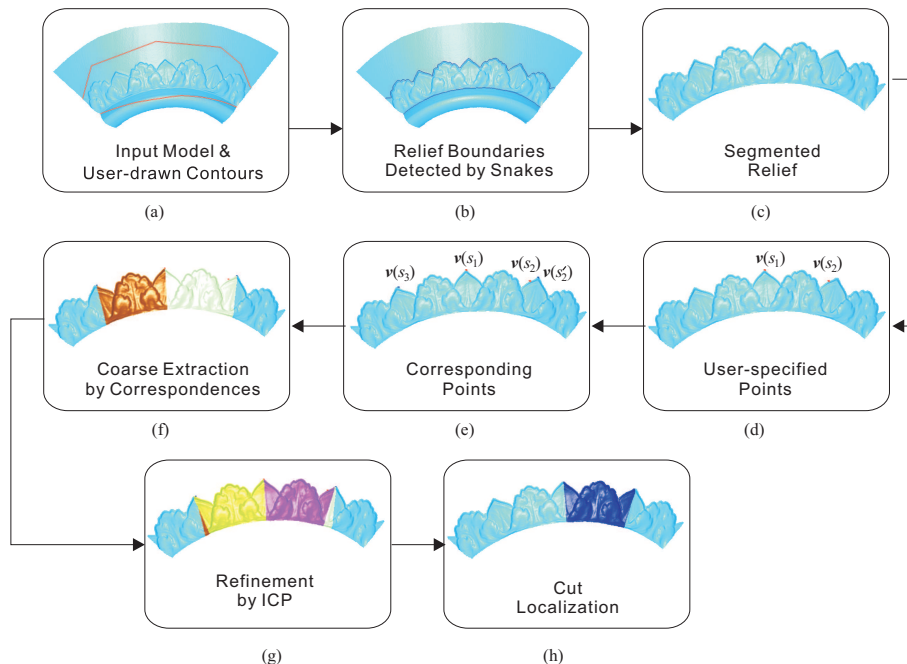 Input Model &
User-drawn Contours
(a)
Relief Boundaries
Detected by Snakes
(b)
Segmented
Relief
(c)
v(s1)
v(s2)
User-specified
Points
(d)
v(s3)
v(s1)
v(s2)
v(s2′)
Corresponding
Points
(e)
Coarse Extraction
by Correspondences
(f)
Refinement
by ICP
(g)
Cut
Localization
(h)